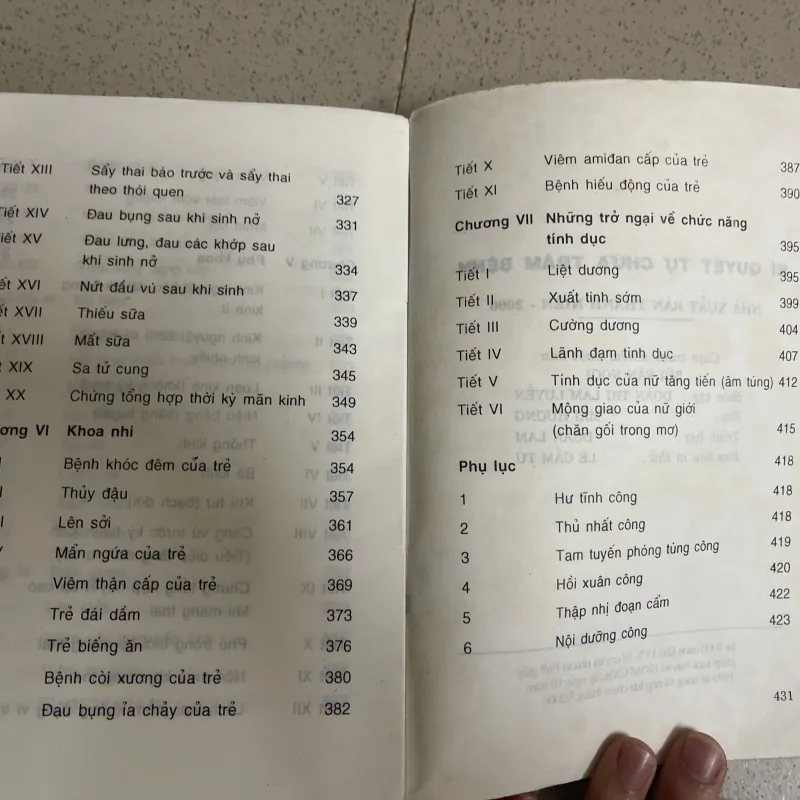 Tiết XIII Sẩy thai báo trước và sẩy thai
theo thói quen 327
Tiết XIV Đau bụng sau khi sinh nở 331
iết XV Đau lưng, đau các khớp sau
khi sinh nở 334
ết XVI Nứt đầu vú sau khi sinh 337
ết XVII Thiếu sữa 339
t XVIII Mất sữa 343
t XIX Sa tử cung 345
XX Chứng tổng hợp thời kỳ mãn kinh 349
ơng VI Khoa nhi 354
Bệnh khóc đêm của trẻ 354
Thủy đậu 357
Lên sởi 361
Mẩn ngứa của trẻ 366
Viêm thận cấp của trẻ 369
Trẻ đái dầm 373
Trẻ biếng ăn 376
Bệnh còi xương của trẻ 380
Đau bụng ỉa chảy của trẻ 382
Tiết X Viêm amiđan cấp của trẻ 387
Tiết XI Bệnh hiếu động của trẻ 390
Chương VII Những trở ngại về chức năng
tính dục 395
Tiết I Liệt dương 395
Tiết II Xuất tinh sớm 399
Tiết III Cường dương 404
Tiết IV Lãnh đạm tình dục 407
Tiết V Tính dục của nữ tăng tiến (âm túng) 412
Tiết VI Mộng giao của nữ giới
(chăn gối trong mơ) 415
Phụ lục 418
1 Hư tĩnh công 418
2 Thủ nhất công 418
3 Tam tuyến phóng tùng công 419
4 Hồi xuân công 420
5 Thập nhị đoạn cẩm 422
6 Nội dưỡng công 423
431